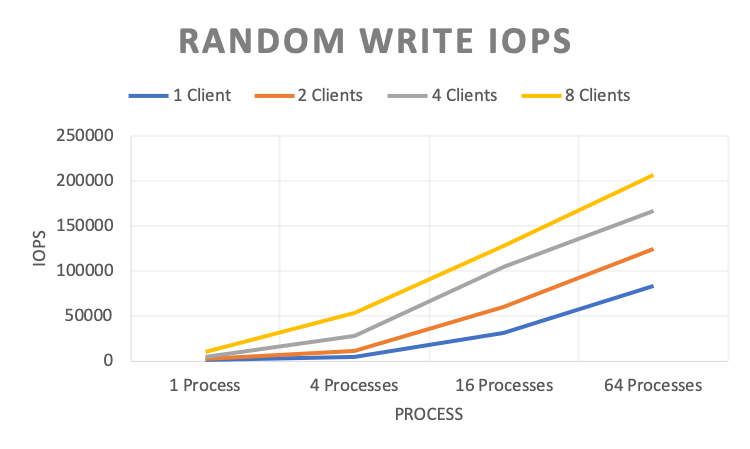 RANDOM WRITE IOPS
1 Client 2 Clients 4 Clients 8 Clients
250000
200000
150000
100000
50000
0
IOPS
1 Process 4 Processes 16 Processes 64 Processes
PROCESS